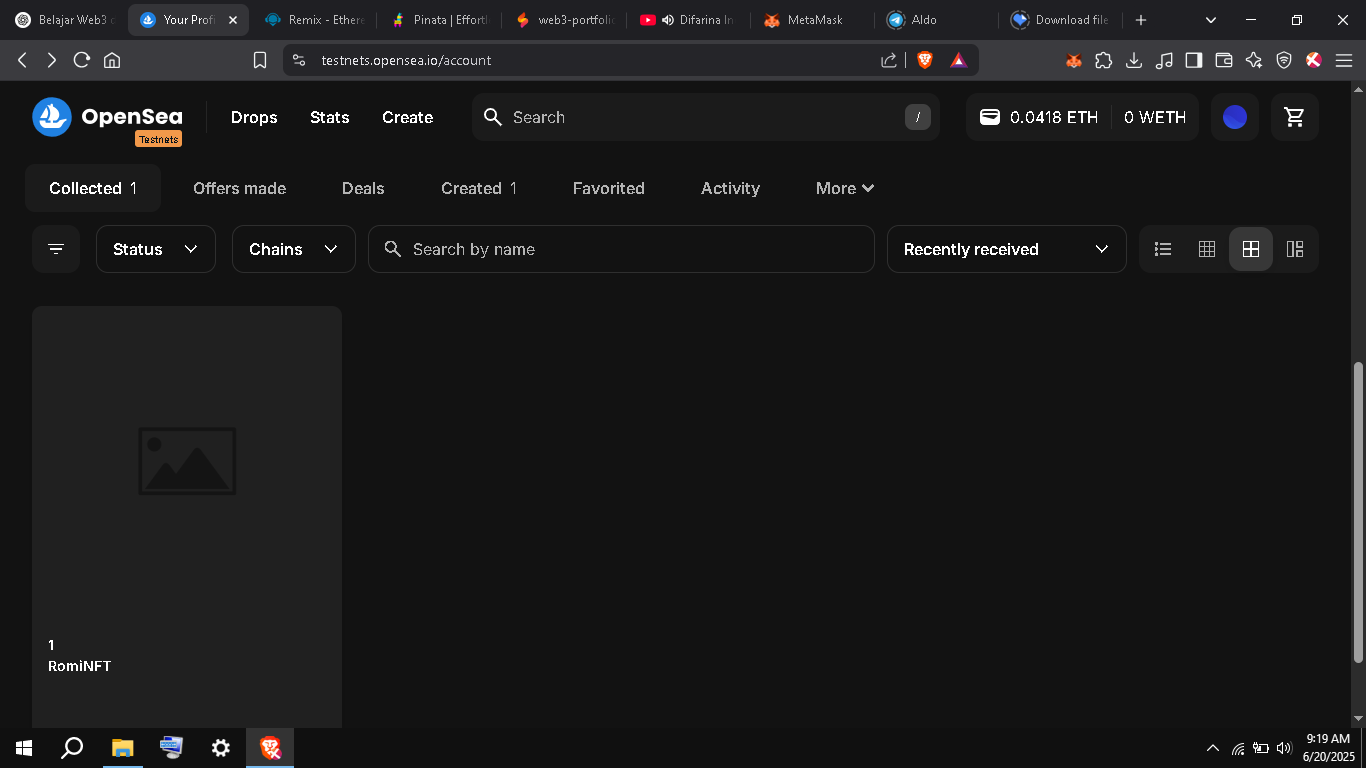 Belajar Web3 c
Your Profi
Remix - Ethere
Pinata | Effortl
web3-portfolio
Difarina In
MetaMask
Aldo
Download file
testnets.opensea.io/account
OpenSea
Testnets
Drops
Stats
Create
Search
/
0.0418 ETH
0 WETH
Collected 1
Offers made
Deals
Created 1
Favorited
Activity
More
Status
Chains
Search by name
Recently received
1
RomiNFT
9:19 AM
6/20/2025